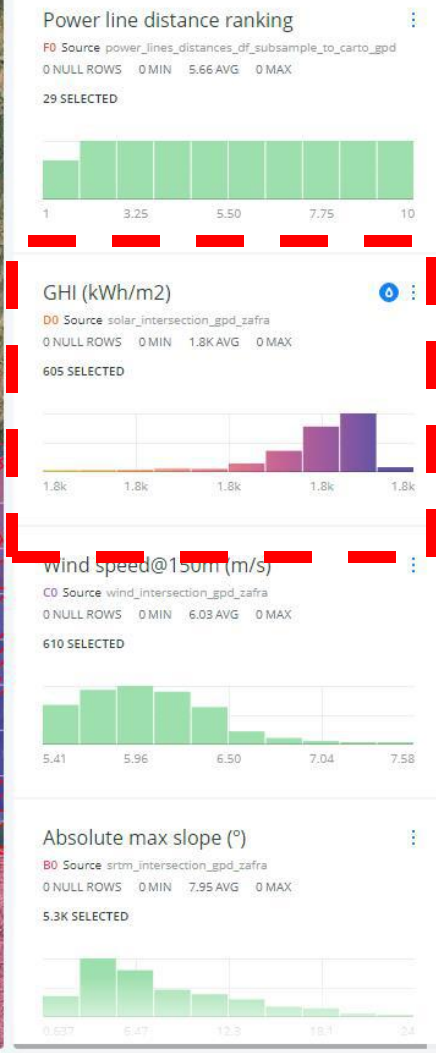 Power line distance ranking
F0 Source power_lines_distances_df_subsample_to_carto_gpd
0 NULL ROWS 0 MIN 5.66 AVG 0 MAX
29 SELECTED
1 3.25 5.50 7.75 10
GHI (kWh/m2)
D0 Source solar_intersection_gpd_zafra
0 NULL ROWS 0 MIN 1.8K AVG 0 MAX
605 SELECTED
1.8k 1.8k 1.8k 1.8k 1.8k
Wind speed@150m (m/s)
C0 Source wind_intersection_gpd_zafra
0 NULL ROWS 0 MIN 6.03 AVG 0 MAX
610 SELECTED
5.41 5.96 6.50 7.04 7.58
Absolute max slope (º)
B0 Source srtm_intersection_gpd_zafra
0 NULL ROWS 0 MIN 7.95 AVG 0 MAX
5.3K SELECTED
0.637 6.47 12.3 18.1 24